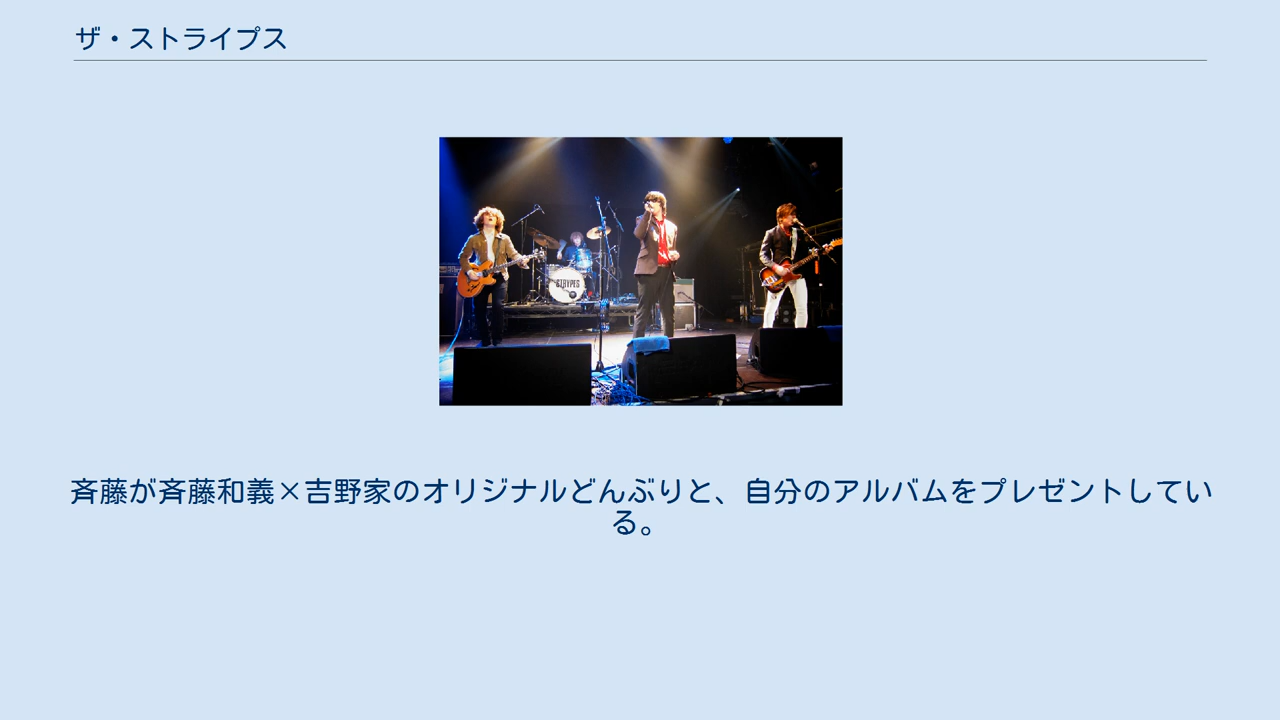 ザ・ストライプス
STRYPES
斉藤が斉藤和義×吉野家のオリジナルどんぶりと、自分のアルバムをプレゼントしてい
る。